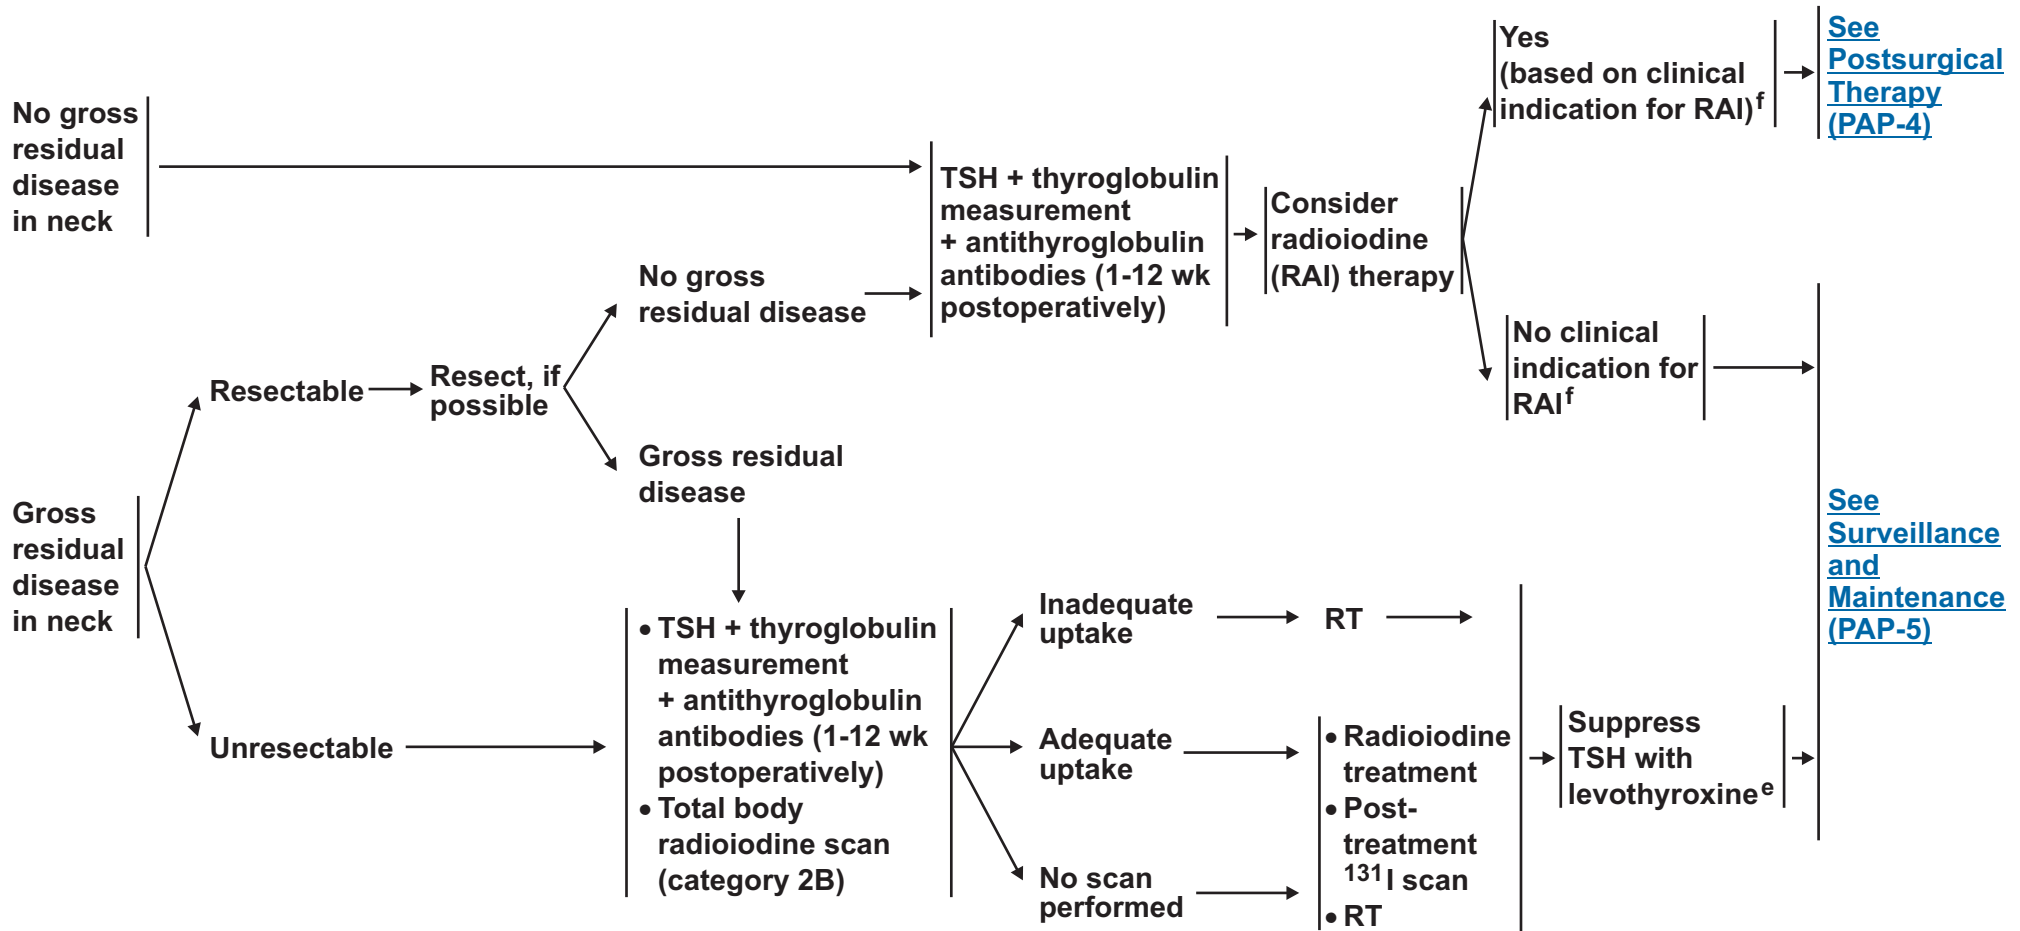 No gross
residual
disease
in neck
Gross
residual
disease
in neck
Resectable
Unresectable
Resect, if
possible
No gross
residual disease
Gross residual
disease
TSH + thyroglobulin
measurement
+ antithyroglobulin
antibodies (1-12 wk
postoperatively)
Consider
radioiodine
(RAI) therapy
Yes
(based on clinical
indication for RAI)f
See
Postsurgical
Therapy
(PAP-4)
No clinical
indication for
RAIf
• TSH + thyroglobulin
measurement
+ antithyroglobulin
antibodies (1-12 wk
postoperatively)
• Total body
radioiodine scan
(category 2B)
Inadequate
uptake
RT
Adequate
uptake
No scan
performed
• Radioiodine
treatment
• Post-
treatment
131I scan
• RT
Suppress
TSH with
levothyroxinee
See
Surveillance
and
Maintenance
(PAP-5)